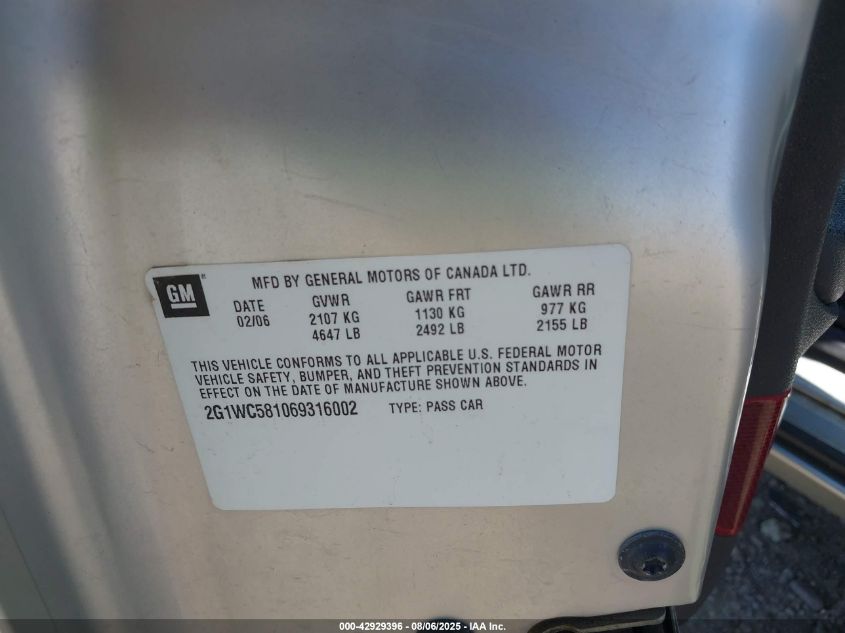 GM
MFD BY GENERAL MOTORS OF CANADA LTD.
DATE GVWR GAWR FRT GAWR RR
02/06 2107 KG 1130 KG 977 KG
4647 LB 2492 LB 2155 LB
THIS VEHICLE CONFORMS TO ALL APPLICABLE U.S. FEDERAL MOTOR
VEHICLE SAFETY, BUMPER, AND THEFT PREVENTION STANDARDS IN
EFFECT ON THE DATE OF MANUFACTURE SHOWN ABOVE.
2G1WC581069316002 TYPE: PASS CAR
000-42929396 - 08/06/2025 - IAA Inc.